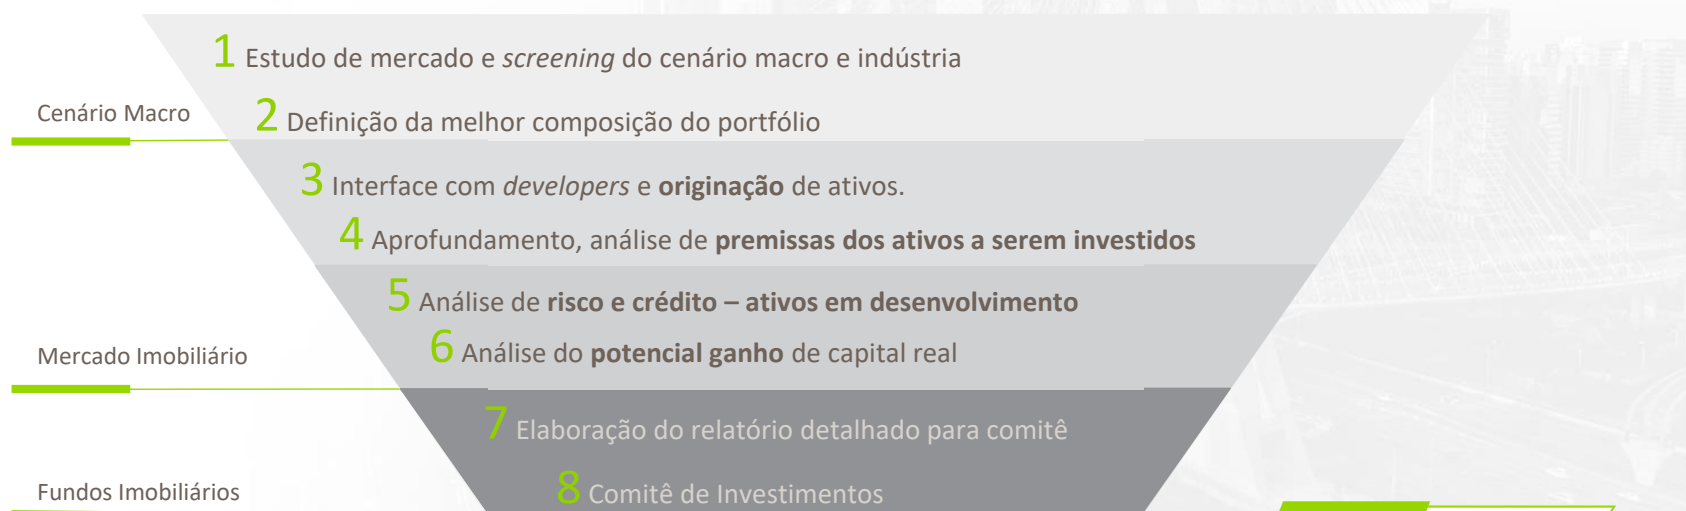 1 Estudo de mercado e screening do cenário macro e indústria
Cenário Macro
2 Definição da melhor composição do portfólio
3 Interface com developers e originação de ativos.
4 Aprofundamento, análise de premissas dos ativos a serem investidos
5 Análise de risco e crédito – ativos em desenvolvimento
Mercado Imobiliário
6 Análise do potencial ganho de capital real
7 Elaboração do relatório detalhado para comitê
Fundos Imobiliários
8 Comitê de Investimentos